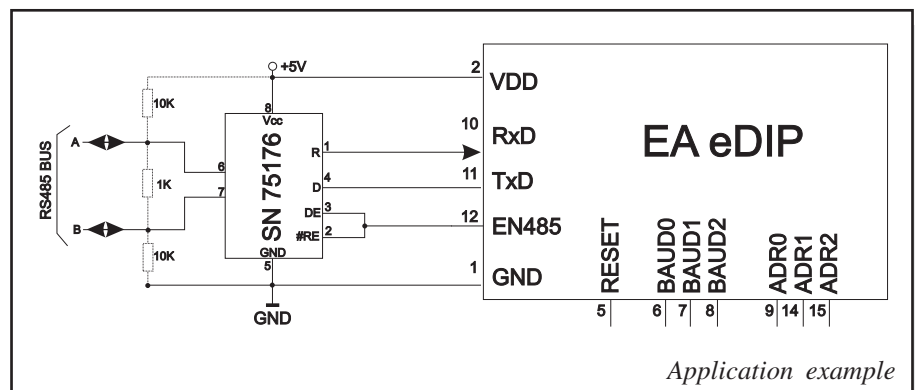 +5V
2
VDD
10K
8
Vcc
10
RxD
EA eDIP
RS485 BUS
A
6
R
1
11
TxD
1K
SN 75176
D
4
7
DE
3
12
EN485
B
#RE
2
10K
GND
5
1
GND
RESET
BAUD0
BAUD1
BAUD2
ADR0
ADR1
ADR2
5
6
7
8
9
14
15
GND
Application example